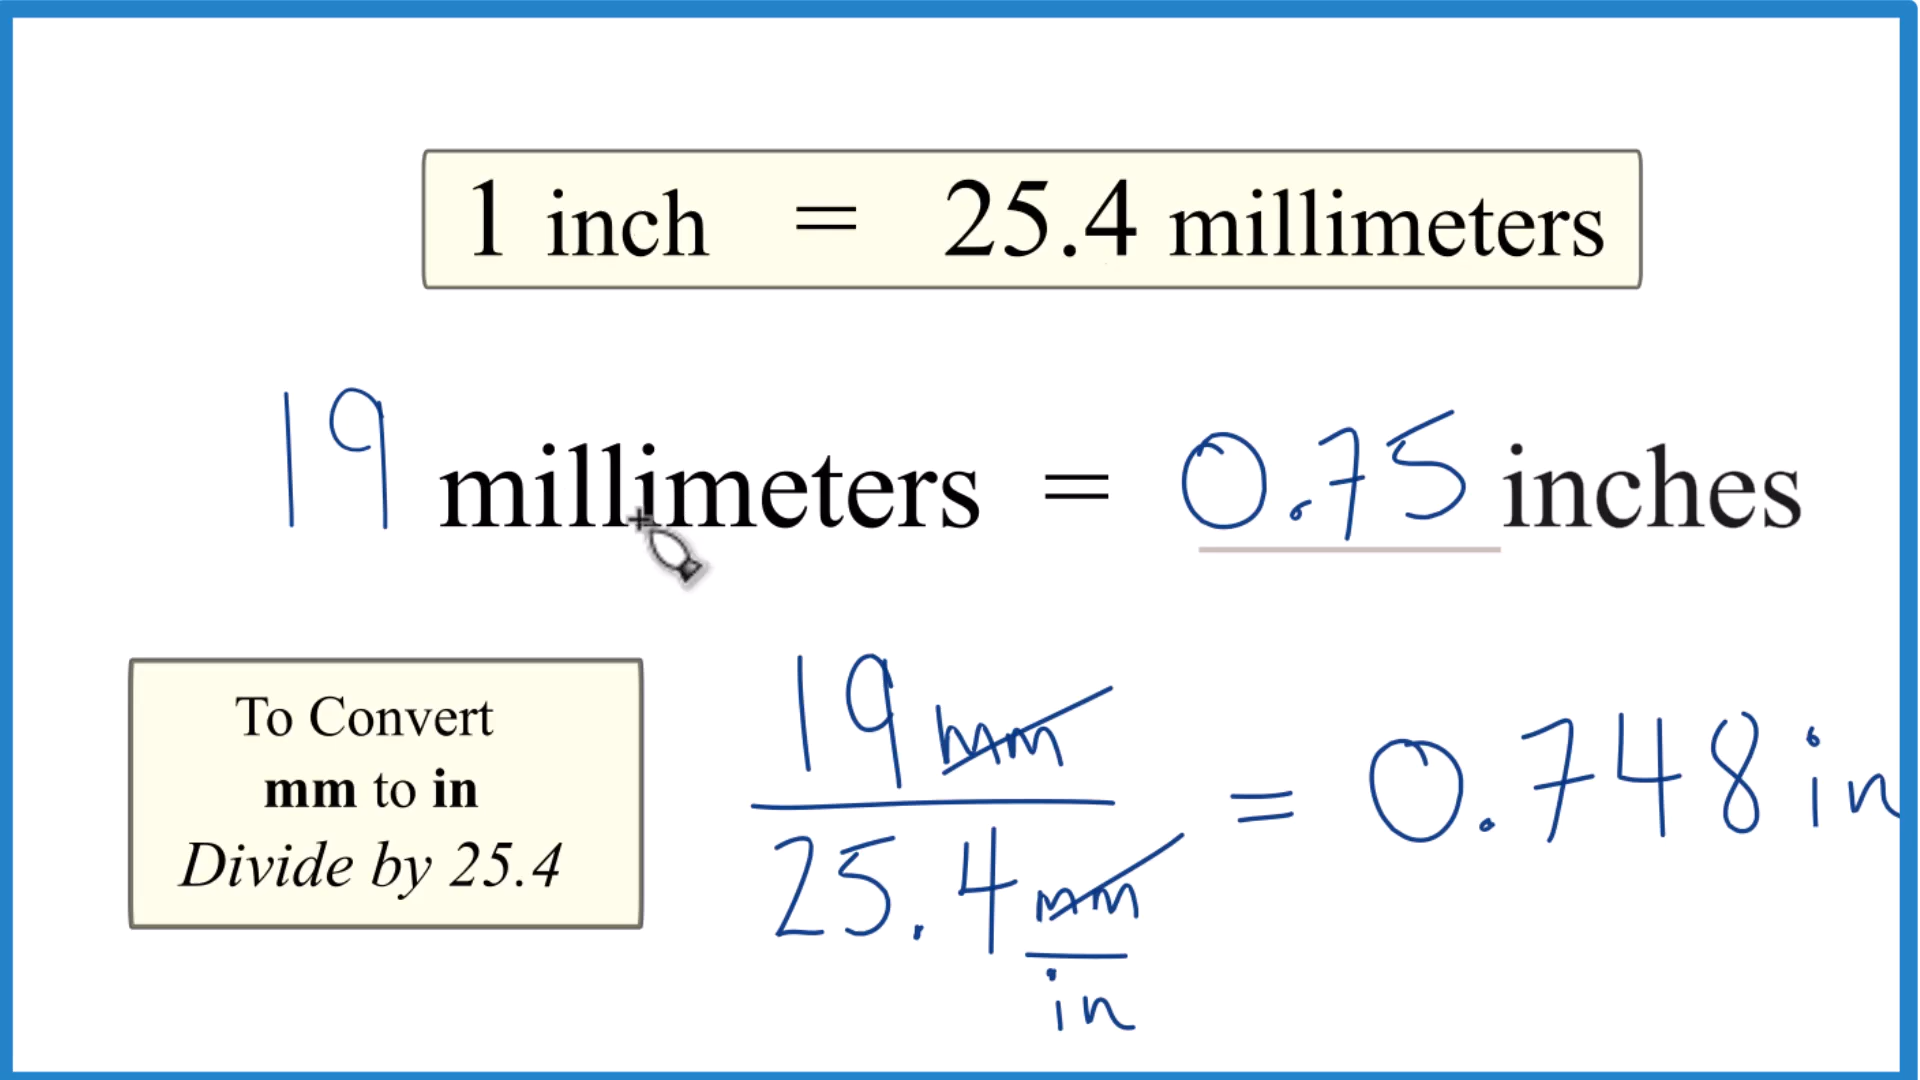 1 inch = 25.4 millimeters
19 millimeters = 0.75 inches
To Convert
mm to in
Divide by 25.4
19 mm
25.4 mm
in
= 0.748 in